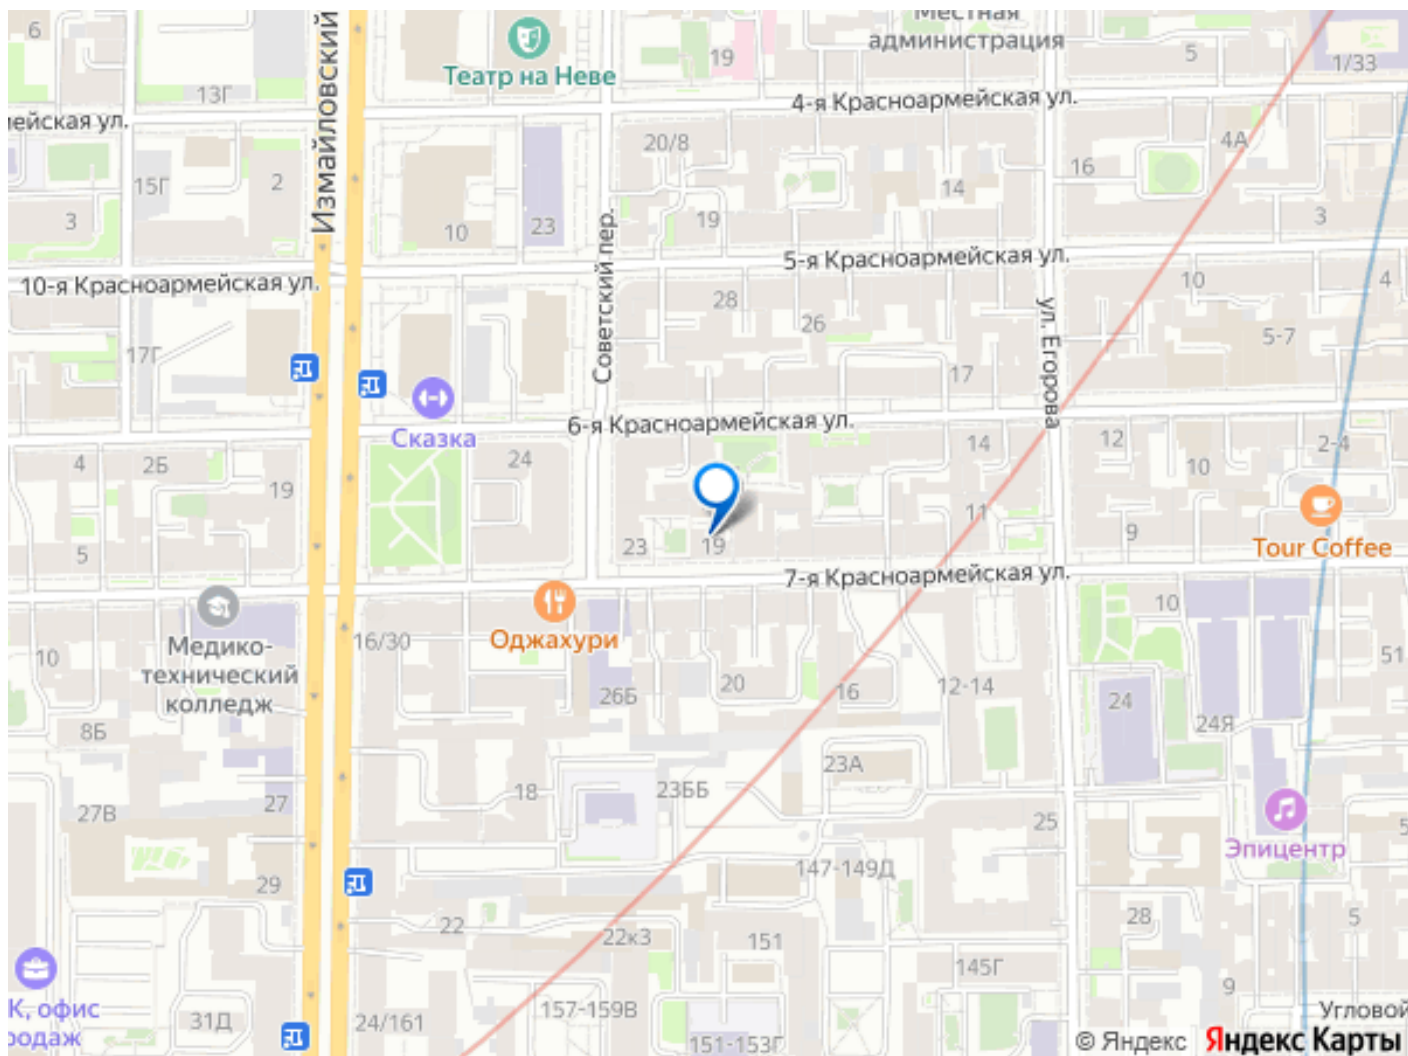 Местная
администрация
6
19
5
1/33
Театр на Неве
13Г
4-я Красноармейская ул.
ейская ул.
Измайловский
20/8
4А
16
15Г
2
14
3
10
23
19
3
Советский пер.
5-я Красноармейская ул.
10-я Красноармейская ул.
10
4
28
26
ул. Егорова
5-7
17Г
17
6-я Красноармейская ул.
Сказка
24
14
12
2-4
4
2Б
10
19
11
9
23
19
5
Tour Coffee
7-я Красноармейская ул.
10
Оджахури
16/30
Медико-
технический
колледж
10
51
20
16
12-14
26Б
24
24Я
8Б
23А
18
23ББ
27
27В
25
Эпицентр
5
147-149Д
29
28
5
22
22к3
151
145Г
9
К, офис
родаж
157-159В
31Д
24/161
Угловой
151-153Г
© Яндекс
Яндекс Карты